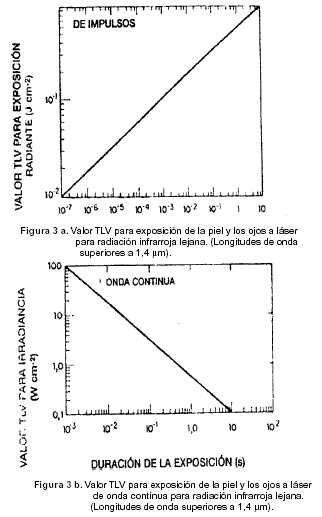 DE IMPULSOS
VALOR TLV PARA EXPOSICIÓN
RADIANTE (J cm-2)
10-1
10-2
10-7 10-6 10-5 10-4 10-3 10-2 10-1 1 10
Figura 3 a. Valor TLV para exposición de la piel y los ojos a láser
para radiación infrarroja lejana. (Longitudes de onda
superiores a 1,4 µm).
ONDA CONTINUA
VALOR TLV PARA IRRADIANCIA
(W cm-2)
100
10
1,0
0,1
10-3 10-2 10-1 10-0 10-1 10-2
DURACIÓN DE LA EXPOSICIÓN (s)
Figura 3 b. Valor TLV para exposición de la piel y los ojos a láser
de onda continua para radiación infrarroja lejana.
(Longitudes de onda superiores a 1,4 µm).